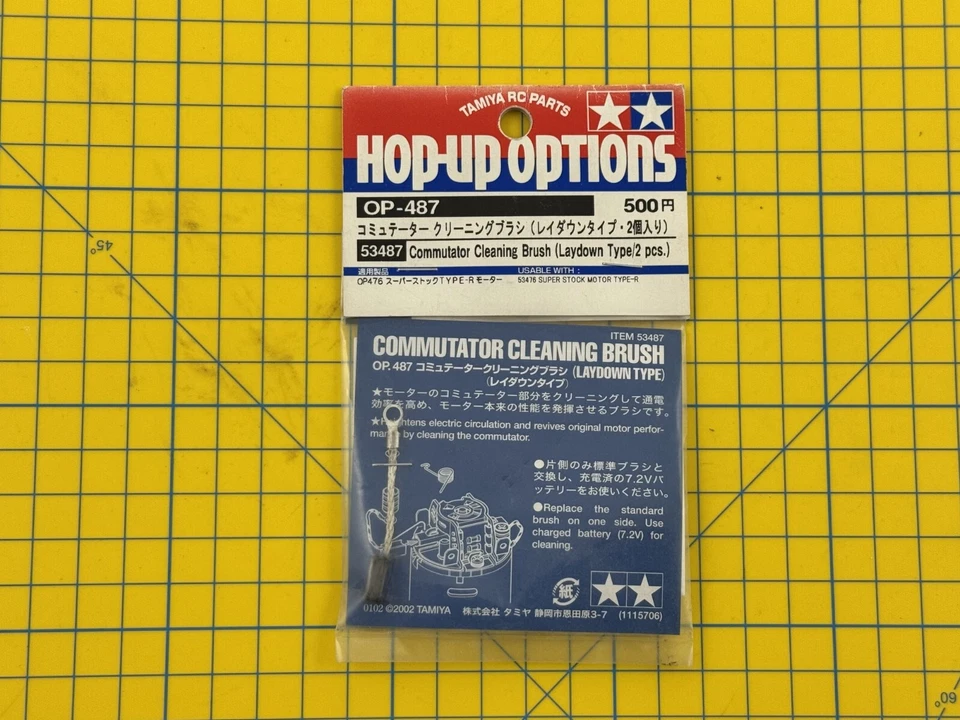 TAMIYA RC PARTS
HOP-UP OPTIONS
OP-487 500円
コミュテーター クリーニングブラシ（レイダウンタイプ・2個入り）
53487 Commutator Cleaning Brush (Laydown Type/2 pcs.)
適用製品 USABLE WITH :
OP476 スーパーストックTYPE-Rモーター 53476 SUPER STOCK MOTOR TYPE-R
ITEM 53487
COMMUTATOR CLEANING BRUSH
OP.487 コミュテータークリーニングブラシ (LAYDOWN TYPE)
(レイダウンタイプ)
★モーターのコミュテーター部分をクリーニングして通電
効率を高め、モーター本来の性能を発揮させるブラシです。
electric circulation and revives original motor perfor-
by cleaning the commutator.
●片側のみ標準ブラシと
交換し、充電済の7.2Vバ
ッテリーをお使いください。
●Replace the standard
brush on one side. Use
charged battery (7.2V) for
cleaning.
紙
0102 ©2002 TAMIYA 株式会社 タミヤ 静岡市恩田原3-7 (1115706)
45°
60°